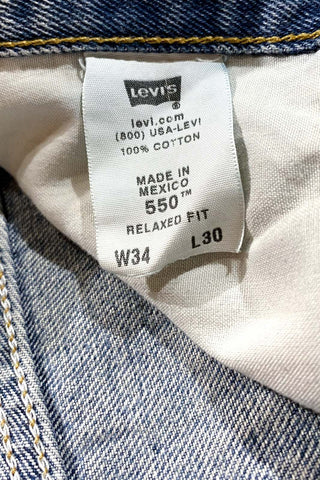 Levi's
®
levi.com
(800) USA-LEVI
100% COTTON
MADE IN
MEXICO
550™
RELAXED FIT
W34 L30